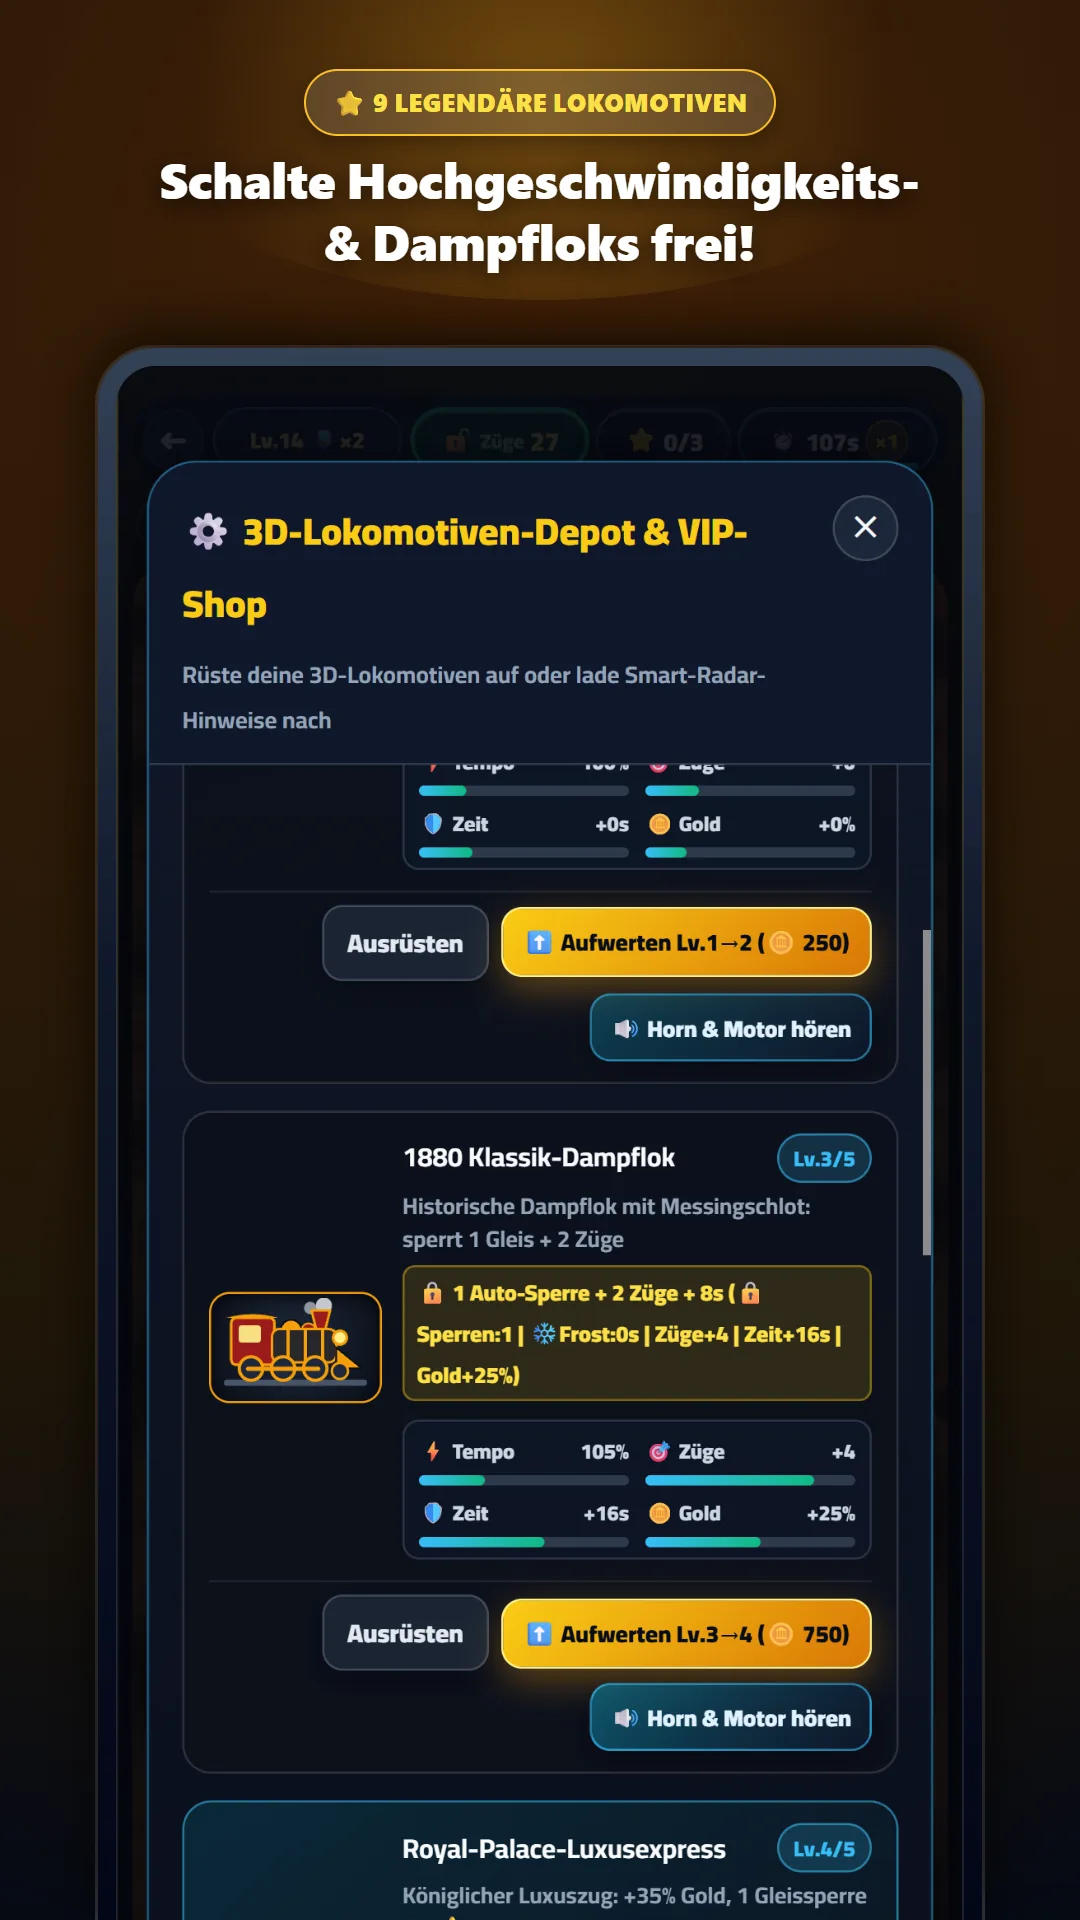 ⭐ 9 LEGENDÄRE LOKOMOTIVEN
Schalte Hochgeschwindigkeits-
& Dampfloks frei!
Lv.14 x2
Züge 27
0/3
107s x1
3D-Lokomotiven-Depot & VIP-
Shop
Rüste deine 3D-Lokomotiven auf oder lade Smart-Radar-
Hinweise nach
Tempo 100% Züge +0
Zeit +0s Gold +0%
Ausrüsten
Aufwerten Lv.1→2 ( 250)
Horn & Motor hören
1880 Klassik-Dampflok
Lv.3/5
Historische Dampflok mit Messingschlot:
sperrt 1 Gleis + 2 Züge
🔒 1 Auto-Sperre + 2 Züge + 8s ( 🔒
Sperren:1 | ❄Frost:0s | Züge+4 | Zeit+16s |
Gold+25%)
Tempo 105% Züge +4
Zeit +16s Gold +25%
Ausrüsten
Aufwerten Lv.3→4 ( 750)
Horn & Motor hören
Royal-Palace-Luxusexpress
Lv.4/5
Königlicher Luxuszug: +35% Gold, 1 Gleissperre